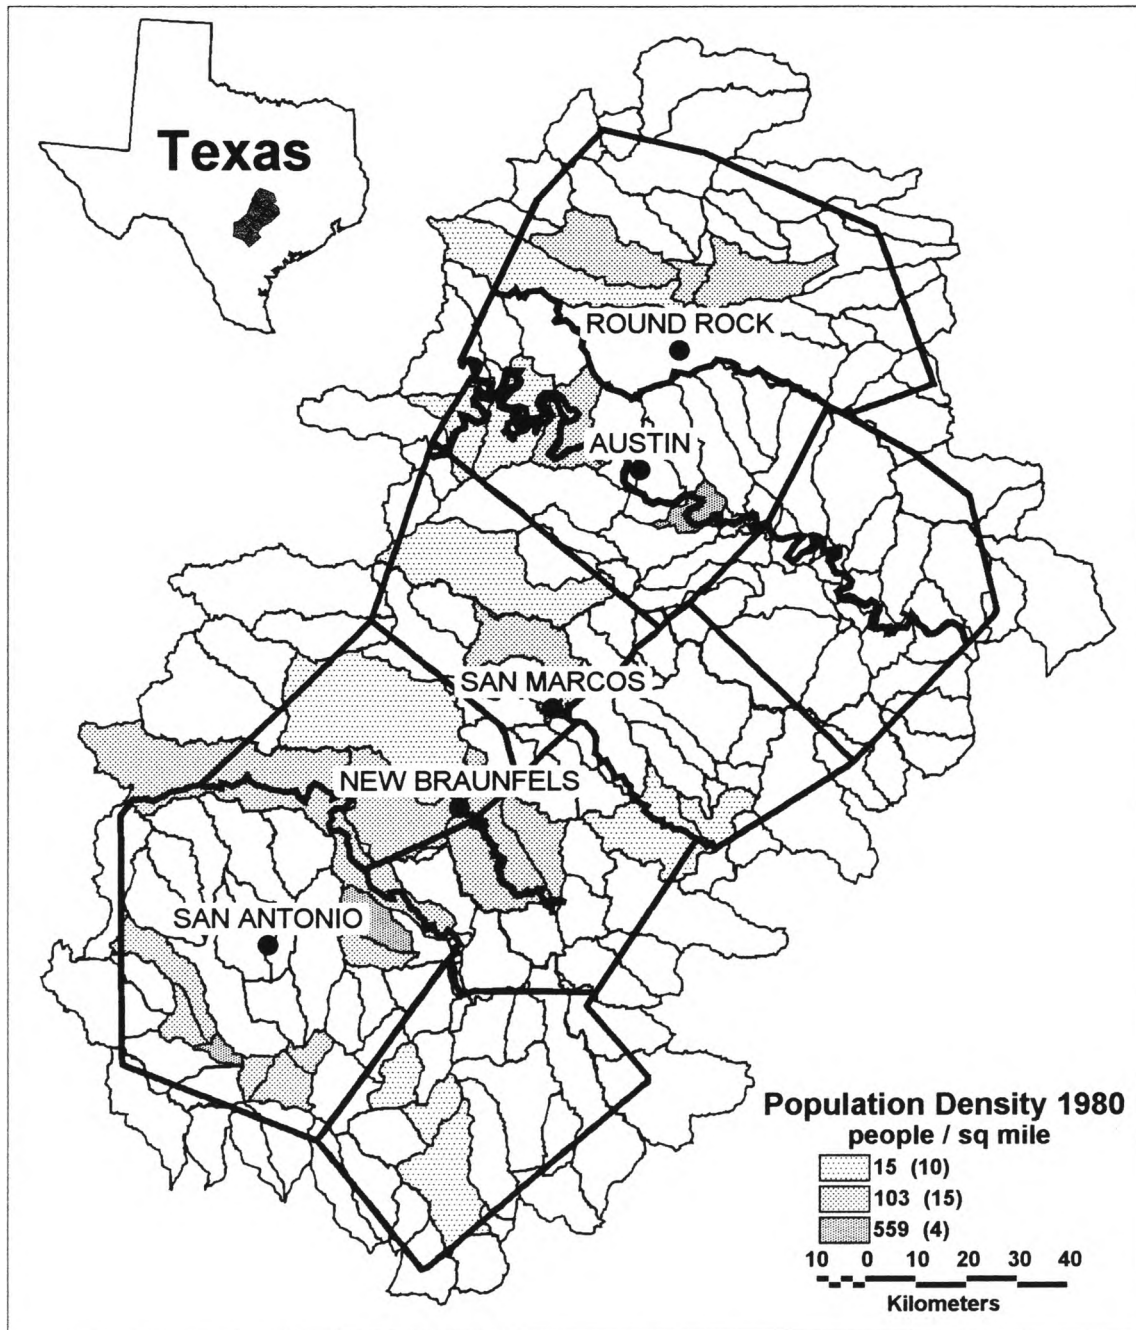 Texas
ROUND ROCK
AUSTIN
SAN MARCOS
NEW BRAUNFELS
SAN ANTONIO
Population Density 1980
people / sq mile
15 (10)
103 (15)
559 (4)
10 0 10 20 30 40
Kilometers